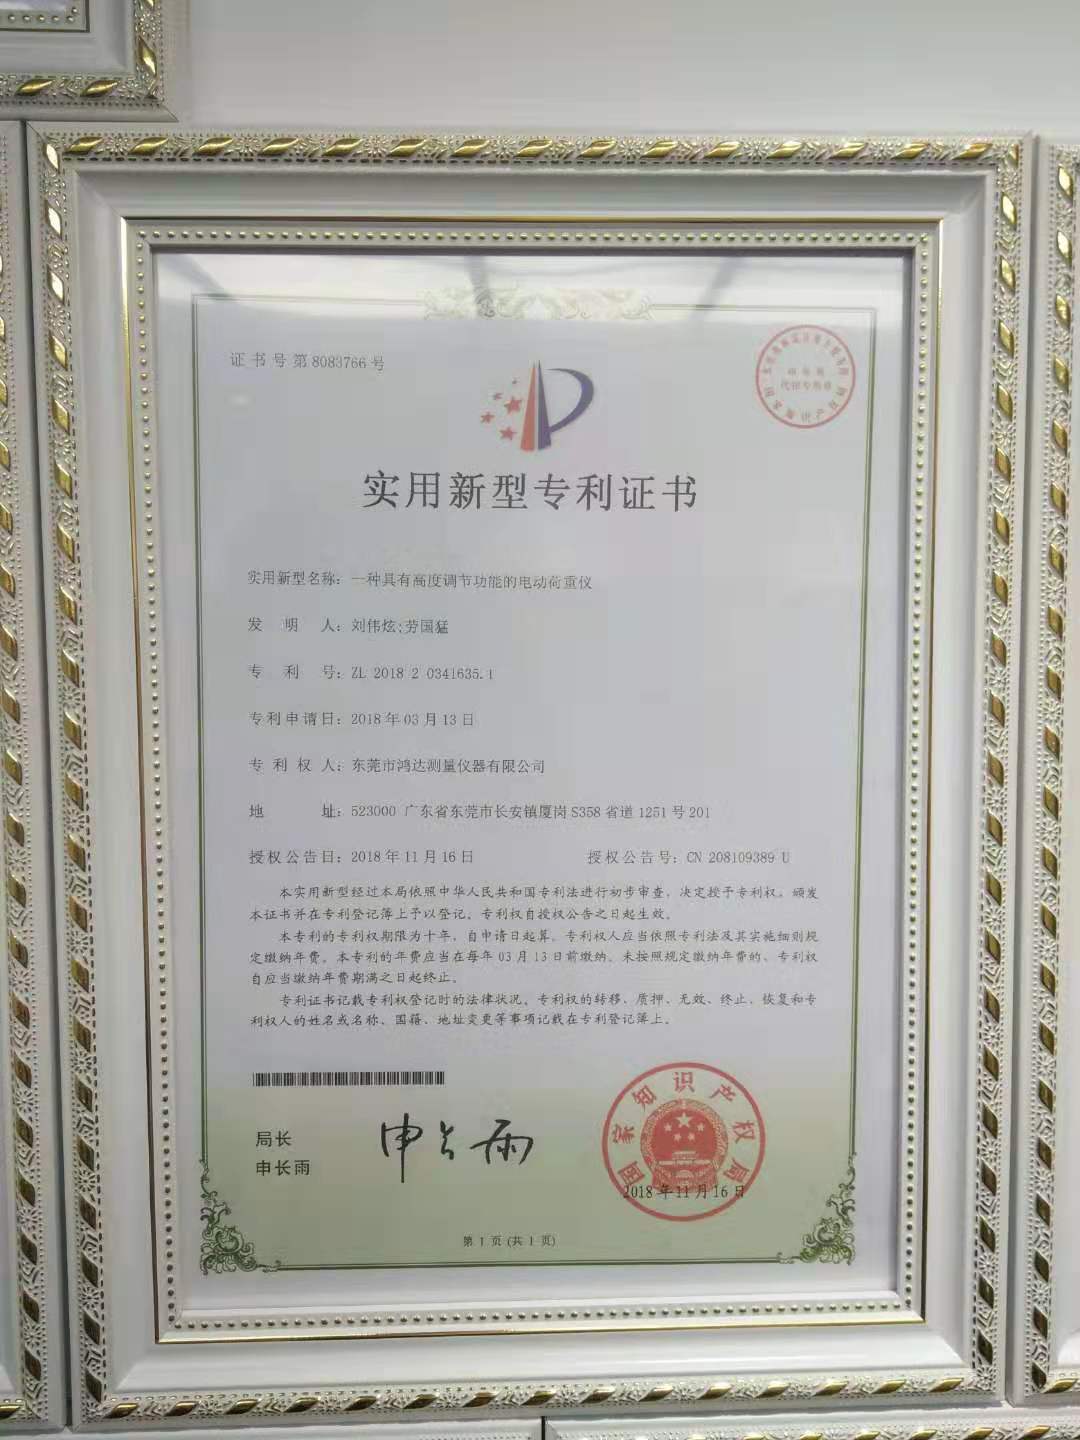 证书号第8083766号
实用新型专利证书
实用新型名称：一种具有高度调节功能的电动荷重仪
发明人：刘伟炫;劳国猛
专利号：ZL 2018 2 0341635.1
专利申请日：2018年03月13日
专利权人：东莞市鸿达测量仪器有限公司
地址：523000 广东省东莞市长安镇厦岗S358省道1251号201
授权公告日：2018年11月16日 授权公告号：CN 208109389 U
本实用新型经过本局依照中华人民共和国专利法进行初步审查，决定授予专利权，颁发
本证书并在专利登记簿上予以登记。专利权自授权公告之日起生效。
本专利的专利权期限为十年，自申请日起算。专利权人应当依照专利法及其实施细则规
定缴纳年费。本专利的年费应当在每年03月13日前缴纳。未按照规定缴纳年费的，专利权
自应当缴纳年费期满之日起终止。
专利证书记载专利权登记时的法律状况。专利权的转移、质押、无效、终止、恢复和专
利权人的姓名或名称、国籍、地址变更等事项记载在专利登记簿上。
局长
申长雨
申长雨
国家知识产权局
2018年11月16日
第 1 页 (共 1 页)